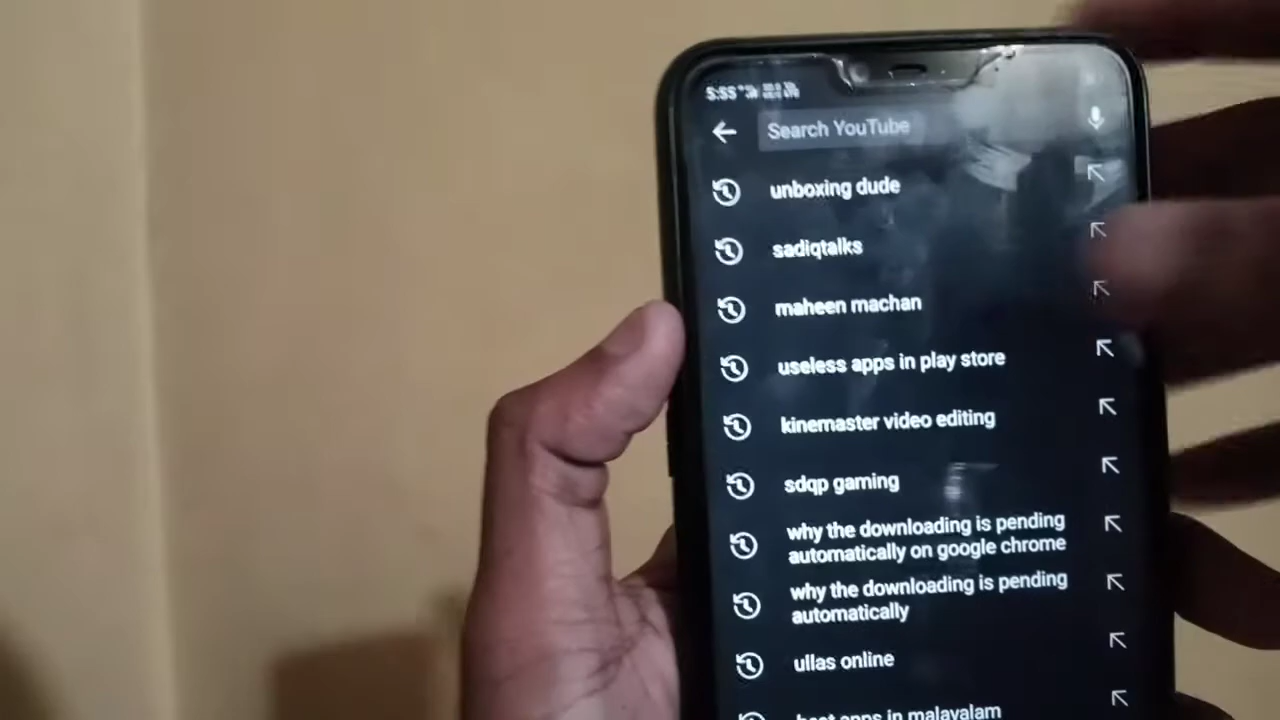 5:55
Search YouTube
unboxing dude
sadiqtalks
maheen machan
useless apps in play store
kinemaster video editing
sdqp gaming
why the downloading is pending
automatically on google chrome
why the downloading is pending
automatically
ullas online
best apps in malayalam